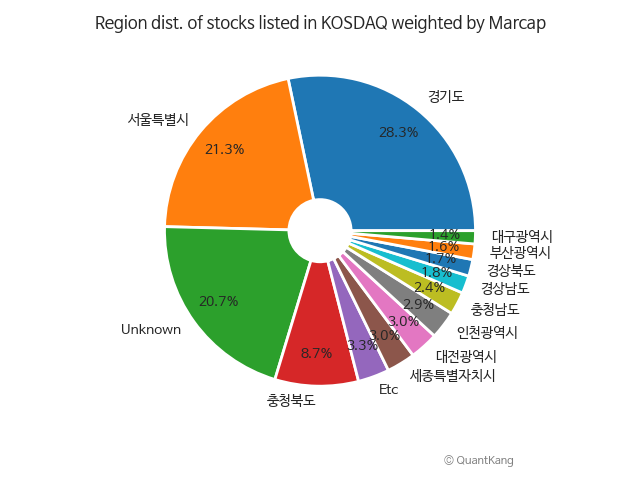 Region dist. of stocks listed in KOSDAQ weighted by Marcap
경기도
28.3%
서울특별시
21.3%
Unknown
20.7%
충청북도
8.7%
Etc
3.3%
세종특별자치시
3.0%
대전광역시
3.0%
인천광역시
2.9%
충청남도
2.4%
경상남도
1.8%
경상북도
1.7%
부산광역시
1.6%
대구광역시
1.4%
© QuantKang